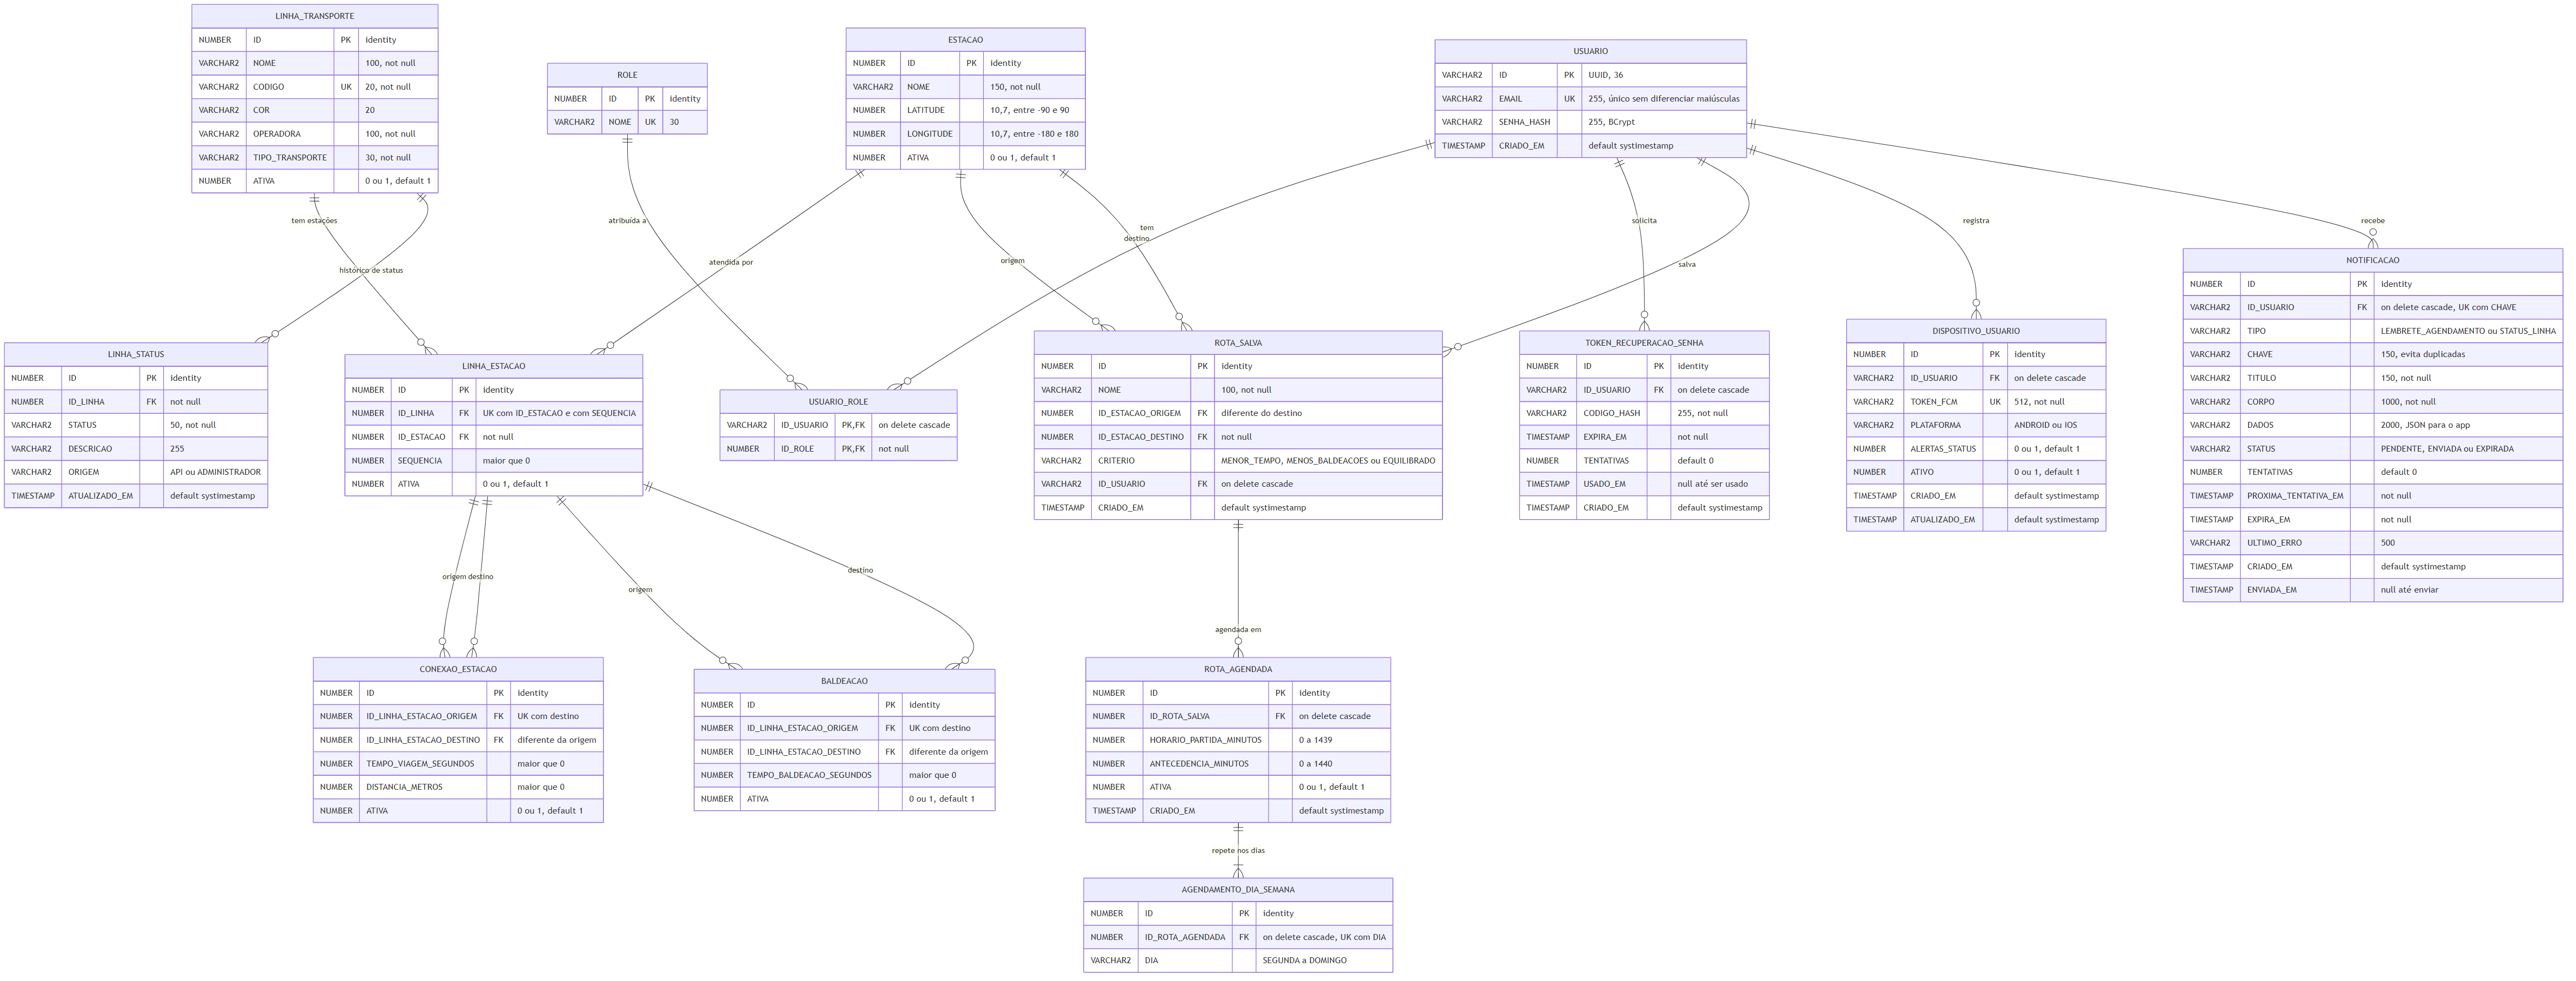 LINHA_TRANSPORTE
NUMBER ID PK identity
VARCHAR2 NOME 100, not null
VARCHAR2 CODIGO UK 20, not null
VARCHAR2 COR 20
VARCHAR2 OPERADORA 100, not null
VARCHAR2 TIPO_TRANSPORTE 30, not null
NUMBER ATIVA 0 ou 1, default 1
ROLE
NUMBER ID PK identity
VARCHAR2 NOME UK 30
ESTACAO
NUMBER ID PK identity
VARCHAR2 NOME 150, not null
NUMBER LATITUDE 10,7, entre -90 e 90
NUMBER LONGITUDE 10,7, entre -180 e 180
NUMBER ATIVA 0 ou 1, default 1
USUARIO
VARCHAR2 ID PK UUID, 36
VARCHAR2 EMAIL UK 255, único sem diferenciar maiúsculas
VARCHAR2 SENHA_HASH 255, BCrypt
TIMESTAMP CRIADO_EM default systimestamp
tem estações
atribuída a
tem
destino
solicita
registra
recebe
histórico de status
atendida por
origem
salva
LINHA_STATUS
NUMBER ID PK identity
NUMBER ID_LINHA FK not null
VARCHAR2 STATUS 50, not null
VARCHAR2 DESCRICAO 255
VARCHAR2 ORIGEM API ou ADMINISTRADOR
TIMESTAMP ATUALIZADO_EM default systimestamp
LINHA_ESTACAO
NUMBER ID PK identity
NUMBER ID_LINHA FK UK com ID_ESTACAO e com SEQUENCIA
NUMBER ID_ESTACAO FK not null
NUMBER SEQUENCIA maior que 0
NUMBER ATIVA 0 ou 1, default 1
USUARIO_ROLE
VARCHAR2 ID_USUARIO PK,FK on delete cascade
NUMBER ID_ROLE PK,FK not null
ROTA_SALVA
NUMBER ID PK identity
VARCHAR2 NOME 100, not null
NUMBER ID_ESTACAO_ORIGEM FK diferente do destino
NUMBER ID_ESTACAO_DESTINO FK not null
VARCHAR2 CRITERIO MENOR_TEMPO, MENOS_BALDEACOES ou EQUILIBRADO
VARCHAR2 ID_USUARIO FK on delete cascade
TIMESTAMP CRIADO_EM default systimestamp
TOKEN_RECUPERACAO_SENHA
NUMBER ID PK identity
VARCHAR2 ID_USUARIO FK on delete cascade
VARCHAR2 CODIGO_HASH 255, not null
TIMESTAMP EXPIRA_EM not null
NUMBER TENTATIVAS default 0
TIMESTAMP USADO_EM null até ser usado
TIMESTAMP CRIADO_EM default systimestamp
DISPOSITIVO_USUARIO
NUMBER ID PK identity
VARCHAR2 ID_USUARIO FK on delete cascade
VARCHAR2 TOKEN_FCM UK 512, not null
VARCHAR2 PLATAFORMA ANDROID ou IOS
NUMBER ALERTAS_STATUS 0 ou 1, default 1
NUMBER ATIVO 0 ou 1, default 1
TIMESTAMP CRIADO_EM default systimestamp
TIMESTAMP ATUALIZADO_EM default systimestamp
NOTIFICACAO
NUMBER ID PK identity
VARCHAR2 ID_USUARIO FK on delete cascade, UK com CHAVE
VARCHAR2 TIPO LEMBRETE_AGENDAMENTO ou STATUS_LINHA
VARCHAR2 CHAVE 150, evita duplicadas
VARCHAR2 TITULO 150, not null
VARCHAR2 CORPO 1000, not null
VARCHAR2 DADOS 2000, JSON para o app
VARCHAR2 STATUS PENDENTE, ENVIADA ou EXPIRADA
NUMBER TENTATIVAS default 0
TIMESTAMP PROXIMA_TENTATIVA_EM not null
TIMESTAMP EXPIRA_EM not null
VARCHAR2 ULTIMO_ERRO 500
TIMESTAMP CRIADO_EM default systimestamp
TIMESTAMP ENVIADA_EM null até enviar
origem destino
origem
destino
agendada em
CONEXAO_ESTACAO
NUMBER ID PK identity
NUMBER ID_LINHA_ESTACAO_ORIGEM FK UK com destino
NUMBER ID_LINHA_ESTACAO_DESTINO FK diferente da origem
NUMBER TEMPO_VIAGEM_SEGUNDOS maior que 0
NUMBER DISTANCIA_METROS maior que 0
NUMBER ATIVA 0 ou 1, default 1
BALDEACAO
NUMBER ID PK identity
NUMBER ID_LINHA_ESTACAO_ORIGEM FK UK com destino
NUMBER ID_LINHA_ESTACAO_DESTINO FK diferente da origem
NUMBER TEMPO_BALDEACAO_SEGUNDOS maior que 0
NUMBER ATIVA 0 ou 1, default 1
ROTA_AGENDADA
NUMBER ID PK identity
NUMBER ID_ROTA_SALVA FK on delete cascade
NUMBER HORARIO_PARTIDA_MINUTOS 0 a 1439
NUMBER ANTECEDENCIA_MINUTOS 0 a 1440
NUMBER ATIVA 0 ou 1, default 1
TIMESTAMP CRIADO_EM default systimestamp
repete nos dias
AGENDAMENTO_DIA_SEMANA
NUMBER ID PK identity
NUMBER ID_ROTA_AGENDADA FK on delete cascade, UK com DIA
VARCHAR2 DIA SEGUNDA a DOMINGO